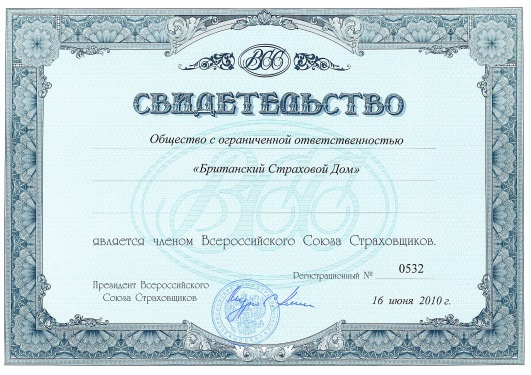 ВСС
СВИДЕТЕЛЬСТВО
Общество с ограниченной ответственностью
«Британский Страховой Дом»
является членом Всероссийского Союза Страховщиков.
Регистрационный № 0532
Президент Всероссийского
Союза Страховщиков
16 июня 2010 г.